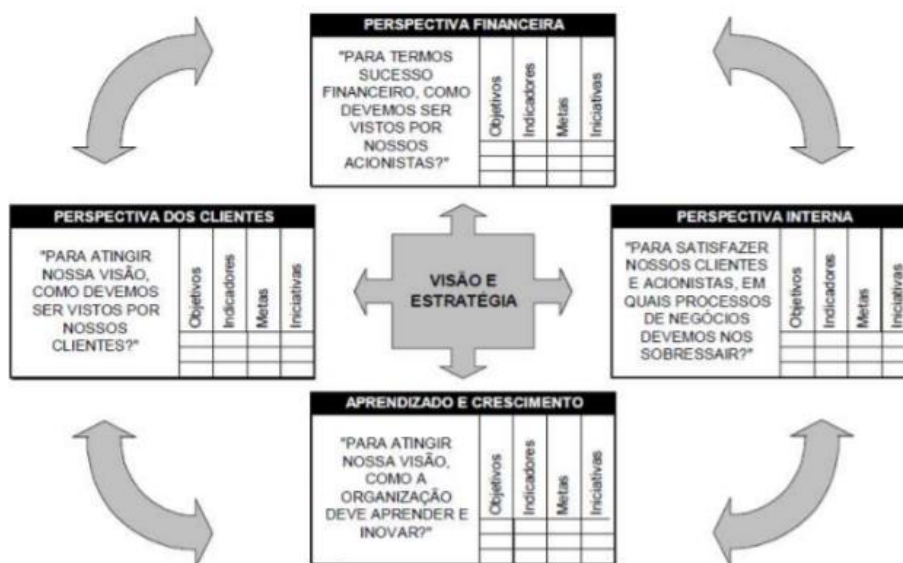 PERSPECTIVA FINANCEIRA
"PARA TERMOS
SUCESSO
FINANCEIRO, COMO
DEVEMOS SER
VISTOS POR
NOSSOS
ACIONISTAS?"
Objetivos
Indicadores
Metas
Iniciativas
PERSPECTIVA DOS CLIENTES
"PARA ATINGIR
NOSSA VISÃO,
COMO DEVEMOS
SER VISTOS POR
NOSSOS
CLIENTES?"
Objetivos
Indicadores
Metas
Iniciativas
VISÃO E
ESTRATÉGIA
PERSPECTIVA INTERNA
"PARA SATISFAZER
NOSSOS CLIENTES
E ACIONISTAS, EM
QUAIS PROCESSOS
DE NEGÓCIOS
DEVEMOS NOS
SOBRESSAIR?"
Objetivos
Indicadores
Metas
Iniciativas
APRENDIZADO E CRESCIMENTO
"PARA ATINGIR
NOSSA VISÃO,
COMO A
ORGANIZAÇÃO
DEVE APRENDER E
INOVAR?"
Objetivos
Indicadores
Metas
Iniciativas